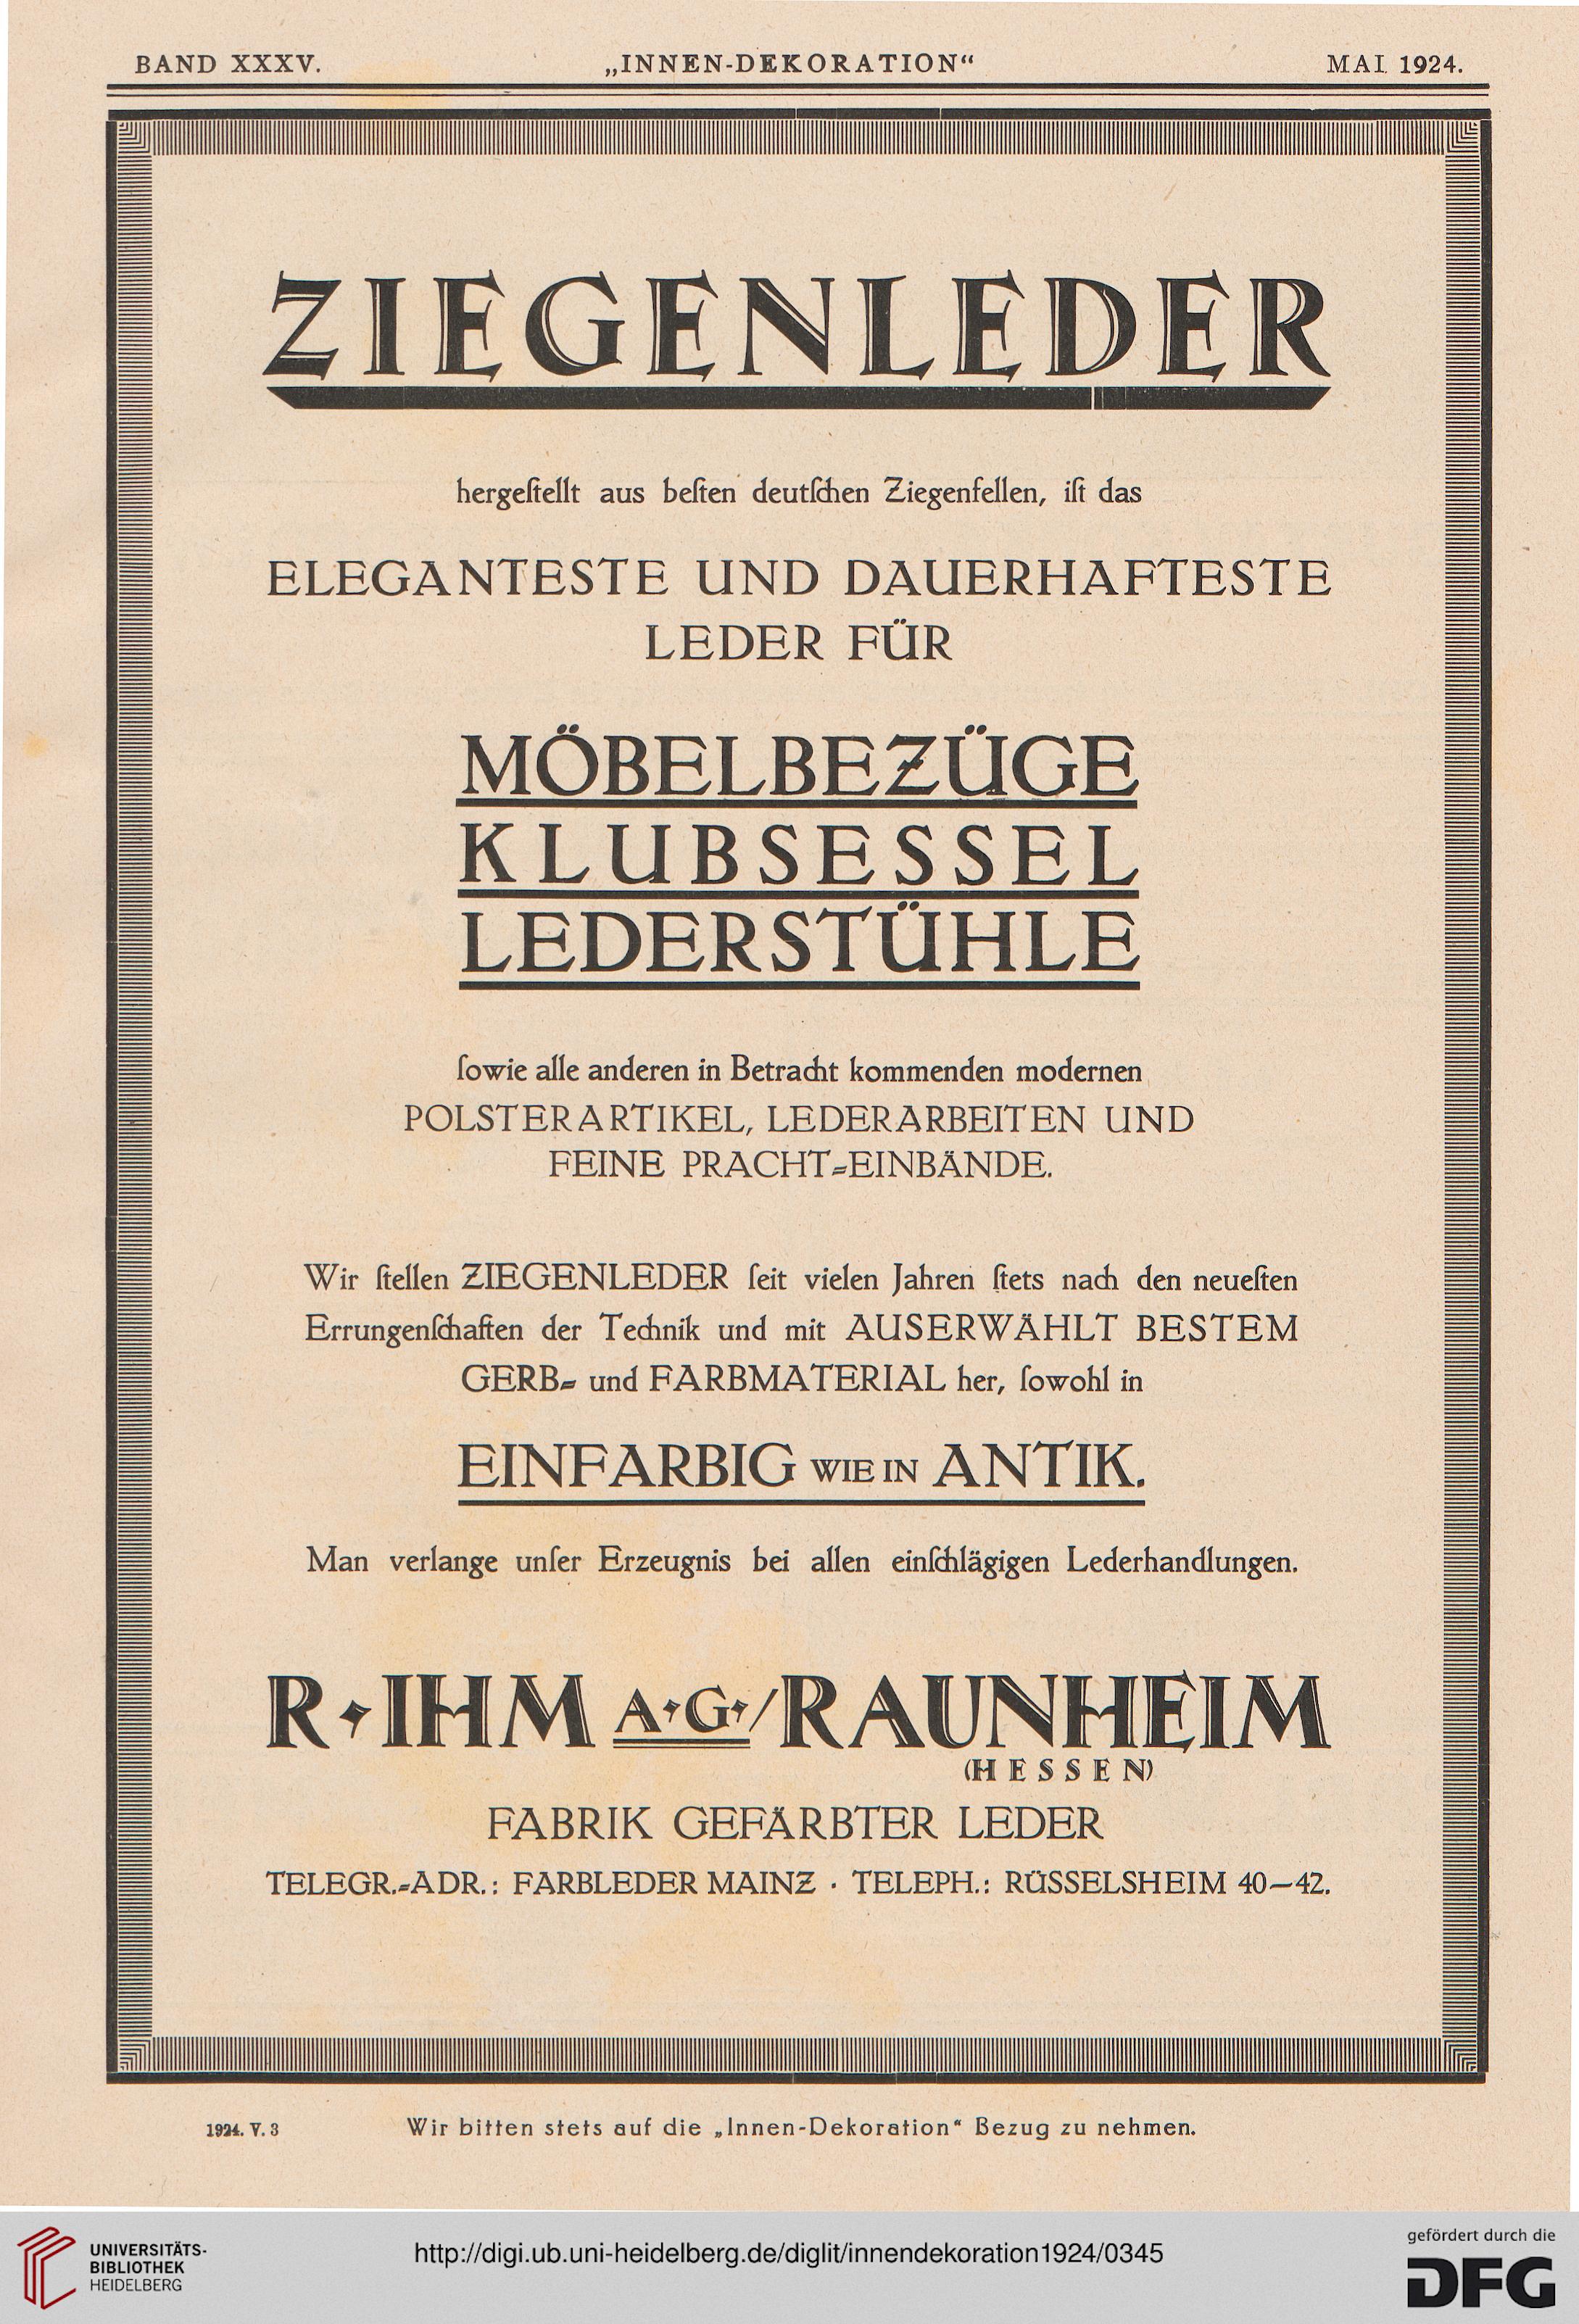 BAND XXXV.
„INNEN-DEKORATION“
MAI 1924.
ZIEGENLEDER
hergeſtellt aus beſten deutſchen Ziegenfellen, iſt das
ELEGANTESTE UND DAUERHAFTESTE
LEDER FÜR
MÖBELBEZÜGE
KLUBSESSEL
LEDERSTÜHLE
ſowie alle anderen in Betracht kommenden modernen
POLSTERARTIKEL, LEDERARBEITEN UND
FEINE PRACHT-EINBÄNDE.
Wir ſtellen ZIEGENLEDER ſeit vielen Jahren ſtets nach den neueſten
Errungenſchaften der Technik und mit AUSERWÄHLT BESTEM
GERB- und FARBMATERIAL her, ſowohl in
EINFARBIG WIE IN ANTIK.
Man verlange unſer Erzeugnis bei allen einſchlägigen Lederhandlungen.
R·IHM A·G·/RAUNHEIM
(HESSEN)
FABRIK GEFÄRBTER LEDER
TELEGR.-ADR.: FARBLEDER MAINZ · TELEPH.: RÜSSELSHEIM 40—42.
1924. V. 3
Wir bitten stets auf die „Innen-Dekoration“ Bezug zu nehmen.
UNIVERSITÄTS-
BIBLIOTHEK
HEIDELBERG
http://digi.ub.uni-heidelberg.de/diglit/innendekoration1924/0345
gefördert durch die
DFG